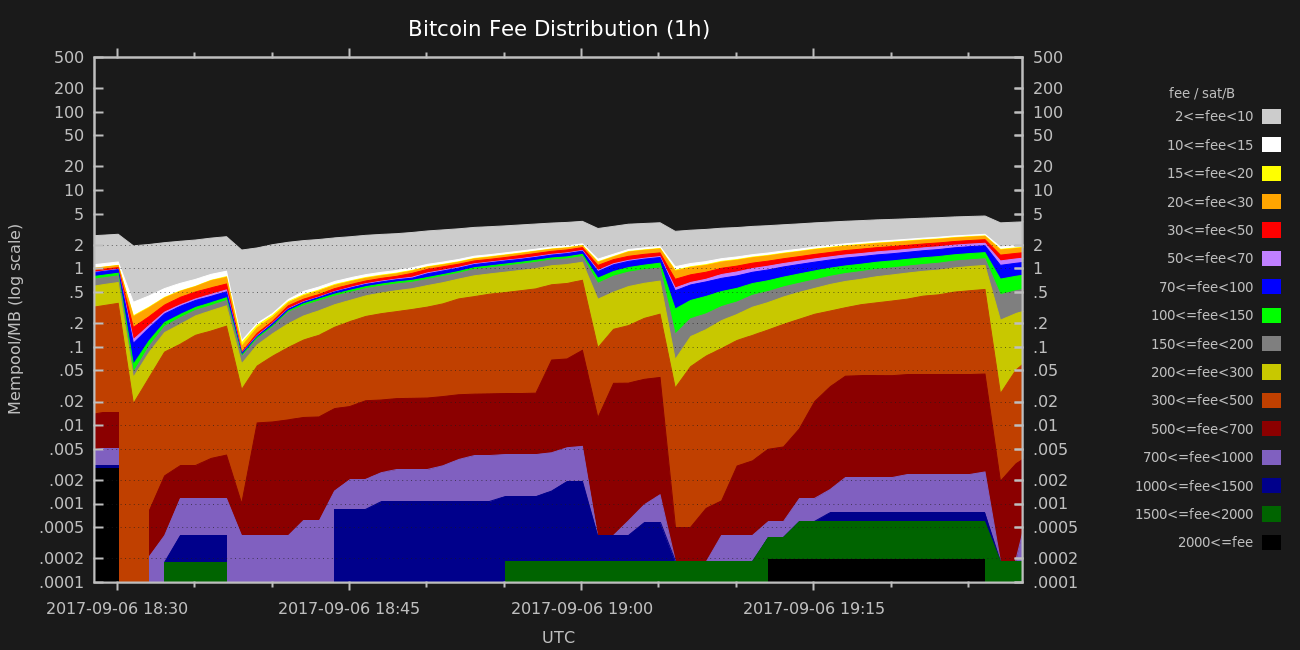 Bitcoin Fee Distribution (1h)
Mempool/MB (log scale)
500
200
100
50
20
10
5
2
1
.5
.2
.1
.05
.02
.01
.005
.002
.001
.0005
.0002
.0001
500
200
100
50
20
10
5
2
1
.5
.2
.1
.05
.02
.01
.005
.002
.001
.0005
.0002
.0001
2017-09-06 18:30
2017-09-06 18:45
2017-09-06 19:00
2017-09-06 19:15
UTC
fee / sat/B
2<=fee<10
10<=fee<15
15<=fee<20
20<=fee<30
30<=fee<50
50<=fee<70
70<=fee<100
100<=fee<150
150<=fee<200
200<=fee<300
300<=fee<500
500<=fee<700
700<=fee<1000
1000<=fee<1500
1500<=fee<2000
2000<=fee